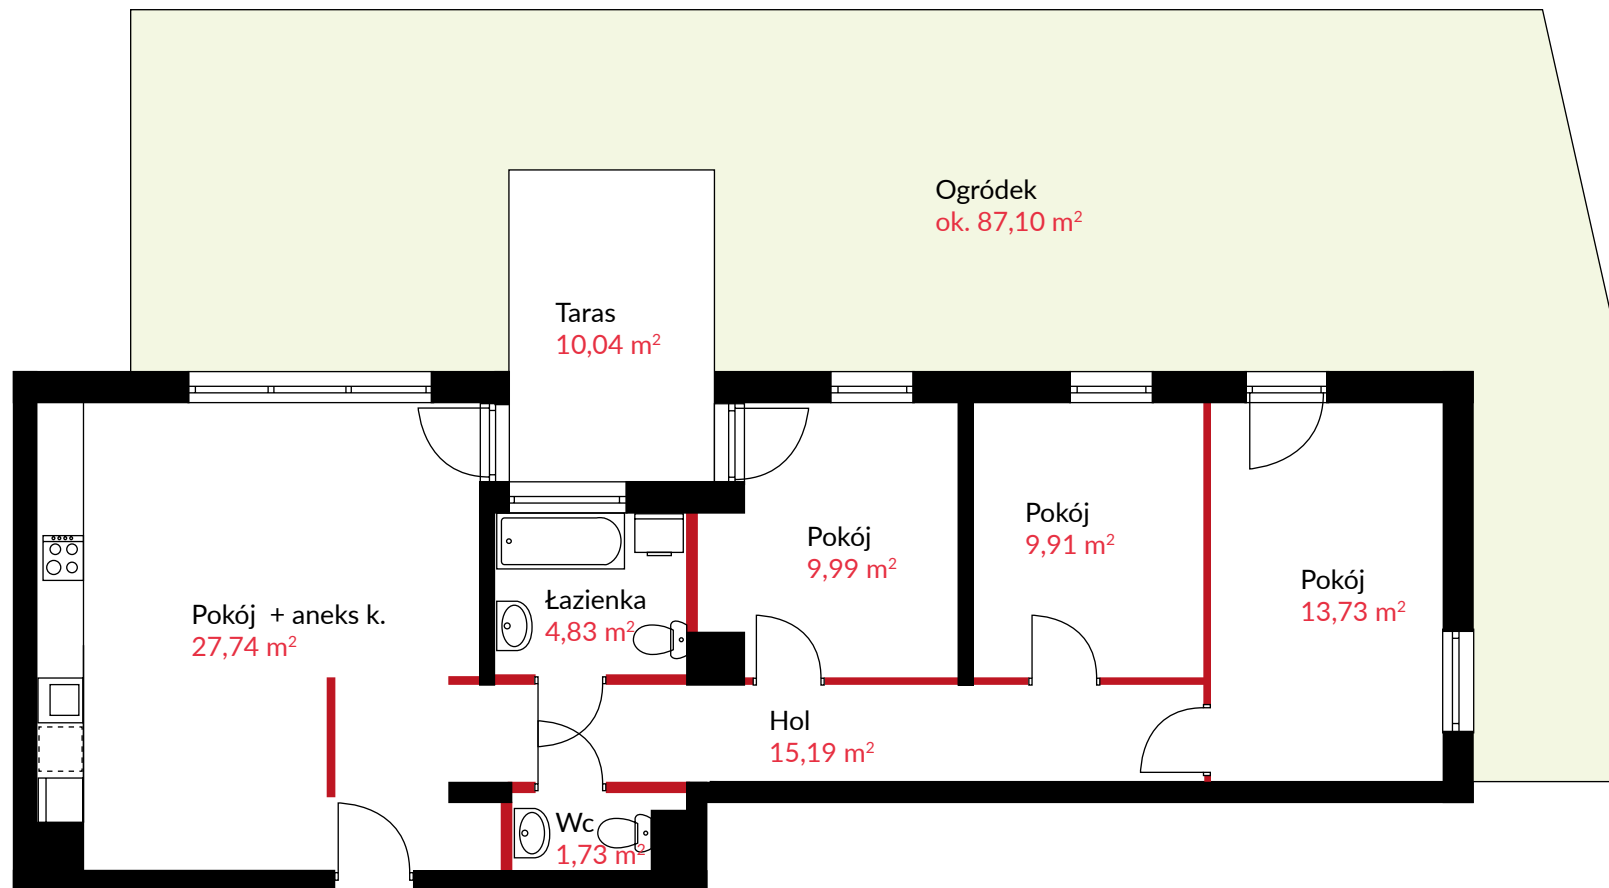 Ogródek
ok. 87,10 m²
Taras
10,04 m²
Pokój + aneks k.
27,74 m²
Łazienka
4,83 m²
Pokój
9,99 m²
Pokój
9,91 m²
Pokój
13,73 m²
Hol
15,19 m²
Wc
1,73 m²